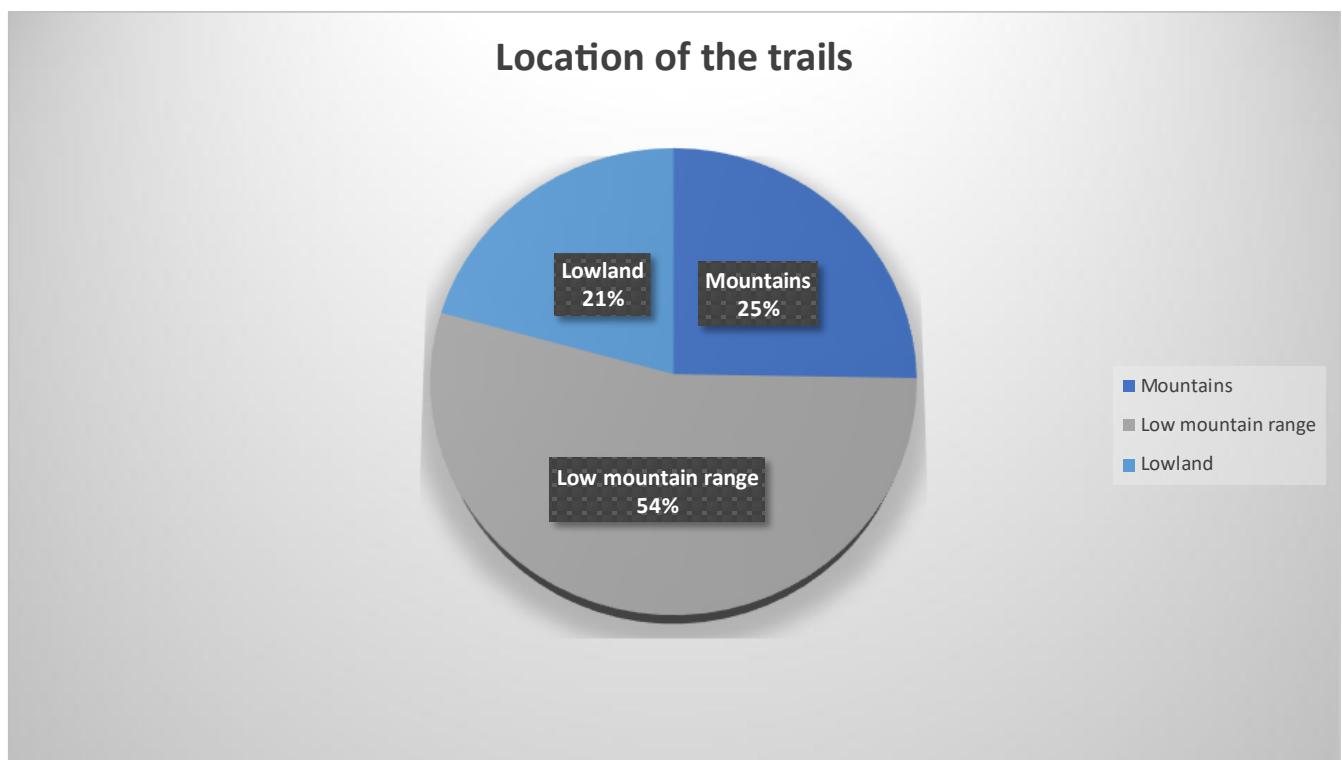 Location of the trails
Lowland
21%
Mountains
25%
Low mountain range
54%
Mountains
Low mountain range
Lowland